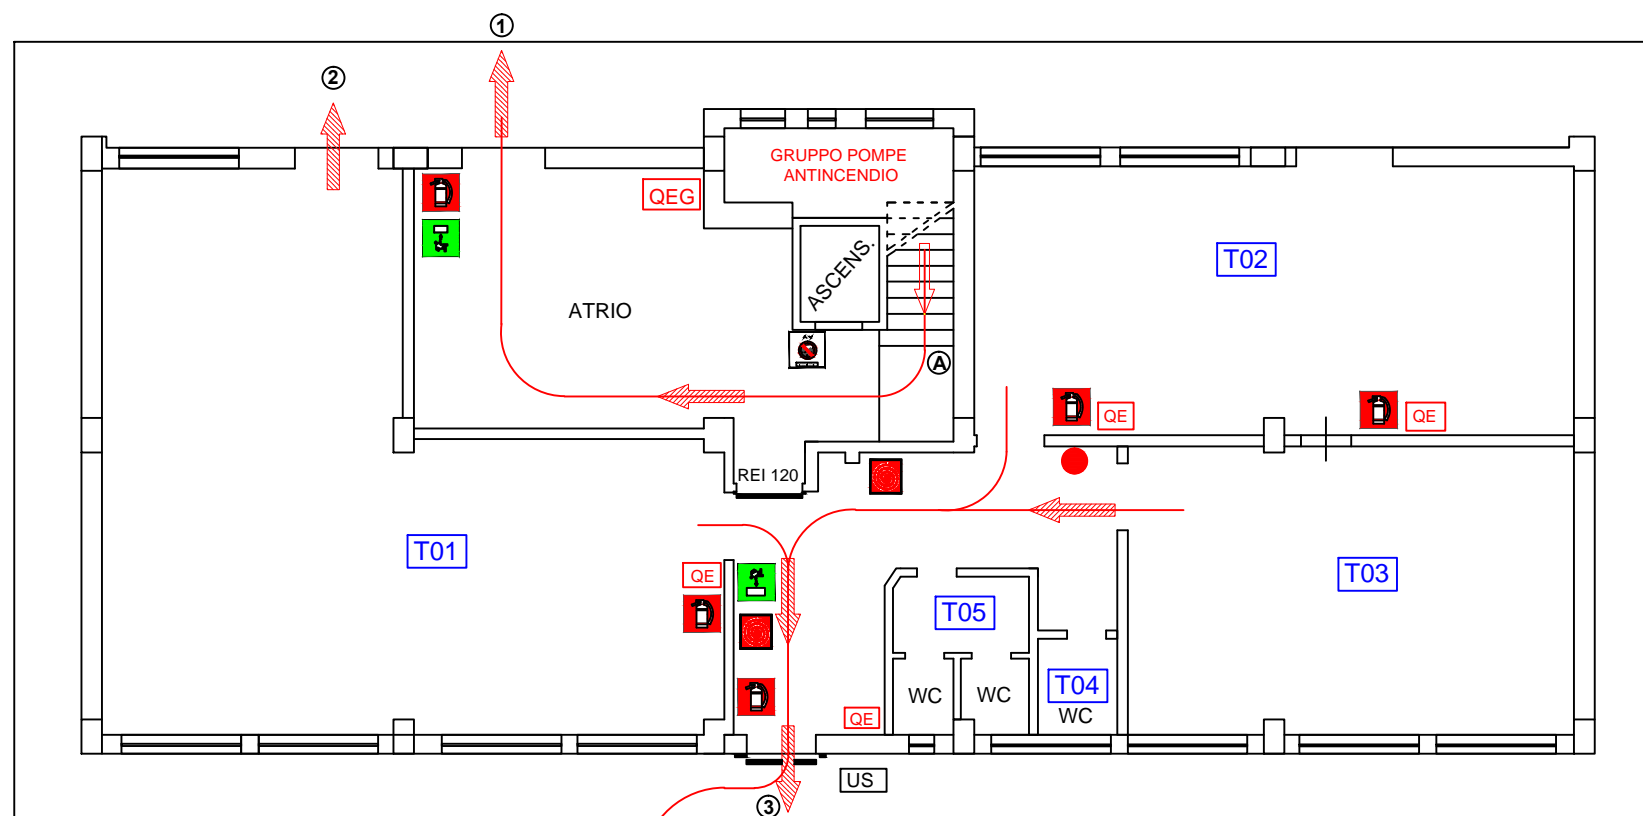 1
2
GRUPPO POMPE
ANTINCENDIO
QEG
ASCENS.
T02
ATRIO
A
QE
QE
REI 120
T01
QE
T03
T05
T04
WC
WC
WC
QE
US
3